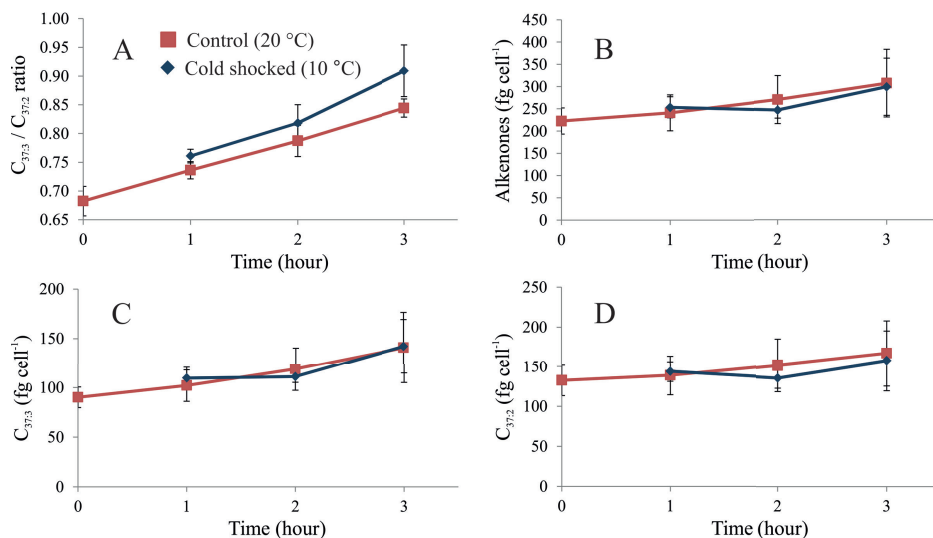 A
Control (20 °C)
Cold shocked (10 °C)
C37:3 / C37:2 ratio
1.00
0.95
0.90
0.85
0.80
0.75
0.70
0.65
0 1 2 3
Time (hour)
B
Alkenones (fg cell-1)
450
400
350
300
250
200
150
100
50
0
0 1 2 3
Time (hour)
C
C37:3 (fg cell-1)
200
150
100
50
0
0 1 2 3
Time (hour)
D
C37:2 (fg cell-1)
250
200
150
100
50
0
0 1 2 3
Time (hour)